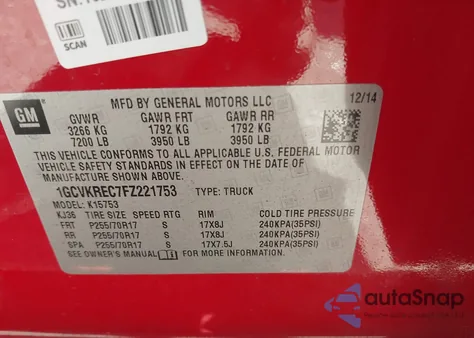 SCAN
GM
MFD BY GENERAL MOTORS LLC
12/14
GVWR GAWR FRT GAWR RR
3266 KG 1792 KG 1792 KG
7200 LB 3950 LB 3950 LB
THIS VEHICLE CONFORMS TO ALL APPLICABLE U.S. FEDERAL MOTOR
VEHICLE SAFETY STANDARDS IN EFFECT ON THE DATE OF
MANUFACTURE SHOWN ABOVE.
1GCVKREC7FZ221753 TYPE: TRUCK
MODEL: K15753
KJ36 TIRE SIZE SPEED RTG RIM COLD TIRE PRESSURE
FRT P255/70R17 S 17X8J 240KPA(35PSI)
RR P255/70R17 S 17X8J 240KPA(35PSI)
SPA P255/70R17 S 17X7.5J 240KPA(35PSI)
SEE OWNER'S MANUAL FOR MORE INFORMATION.
autoSnap